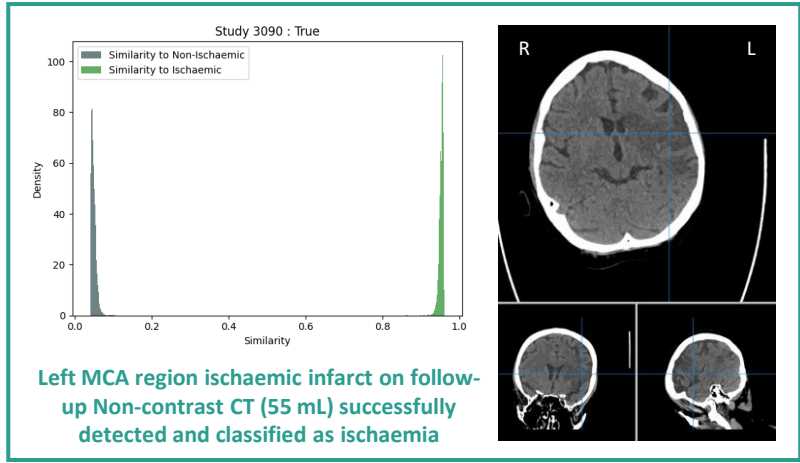 Study 3090 : True
Similarity to Non-Ischaemic
Similarity to Ischaemic
100
80
60
40
20
0
Density
0.0 0.2 0.4 0.6 0.8 1.0
Similarity
Left MCA region ischaemic infarct on follow-
up Non-contrast CT (55 mL) successfully
detected and classified as ischaemia
R L